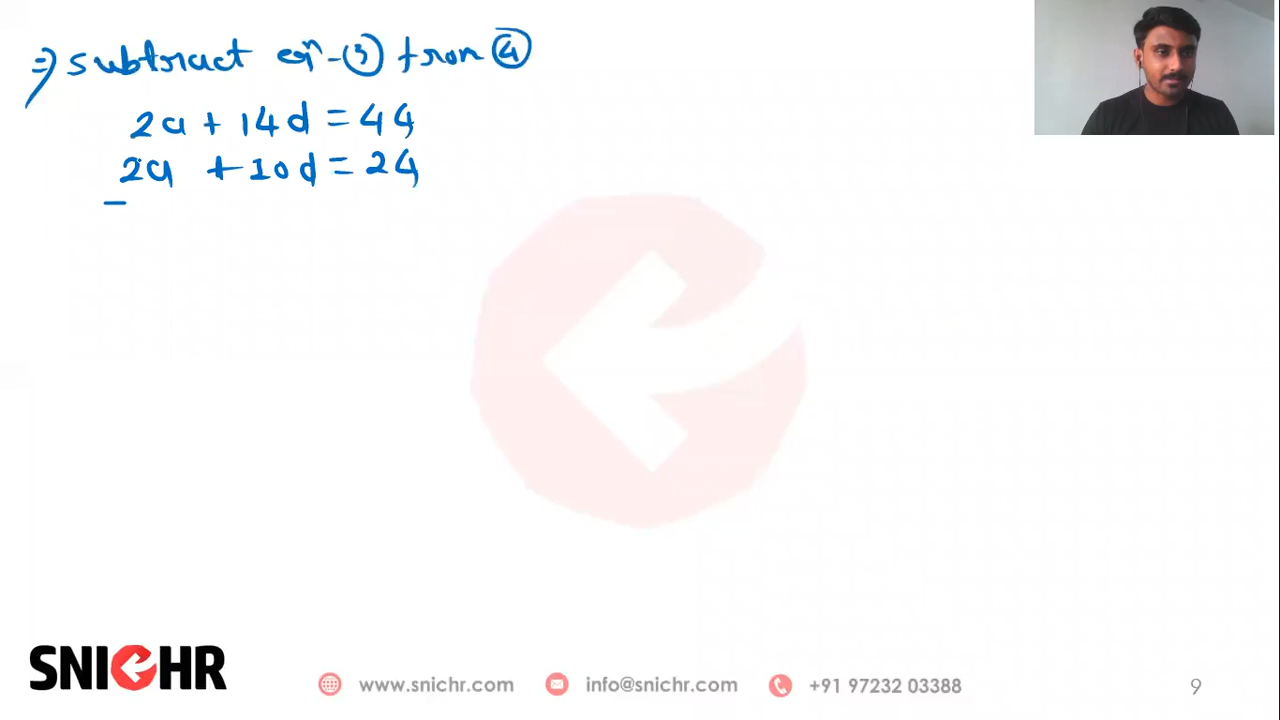 ⇒ subtract eqⁿ-③ from ④
2a + 14d = 44
2a + 10d = 24
−
SNICHR
www.snichr.com
info@snichr.com
+91 97232 03388
9